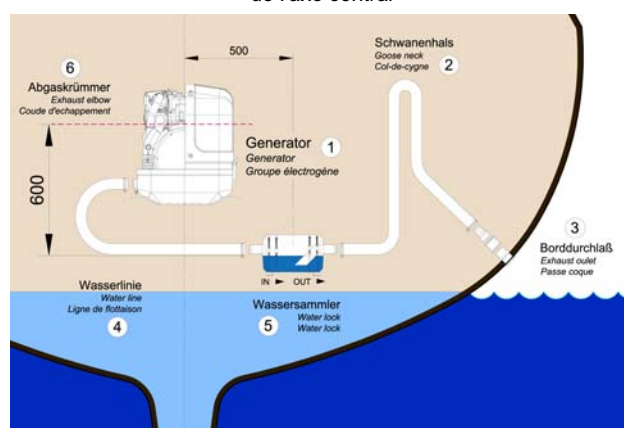 de l'axe central
500
6
Abgaskrümmer
Exhaust elbow
Coude d'echappement
Schwanenhals
Goose neck
Col-de-cygne
2
Generator
Generator
Groupe électrogène
1
600
3
Borddurchlaß
Exhaust oulet
Passe coque
IN OUT
Wasserlinie
Water line
Ligne de flottaison
4
Wassersammler
Water lock
Water lock
5